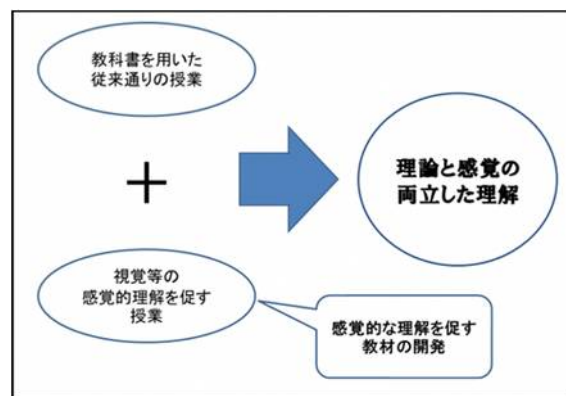 教科書を用いた
従来通りの授業
+
視覚等の
感覚的理解を促す
授業
感覚的な理解を促す
教材の開発
理論と感覚の
両立した理解